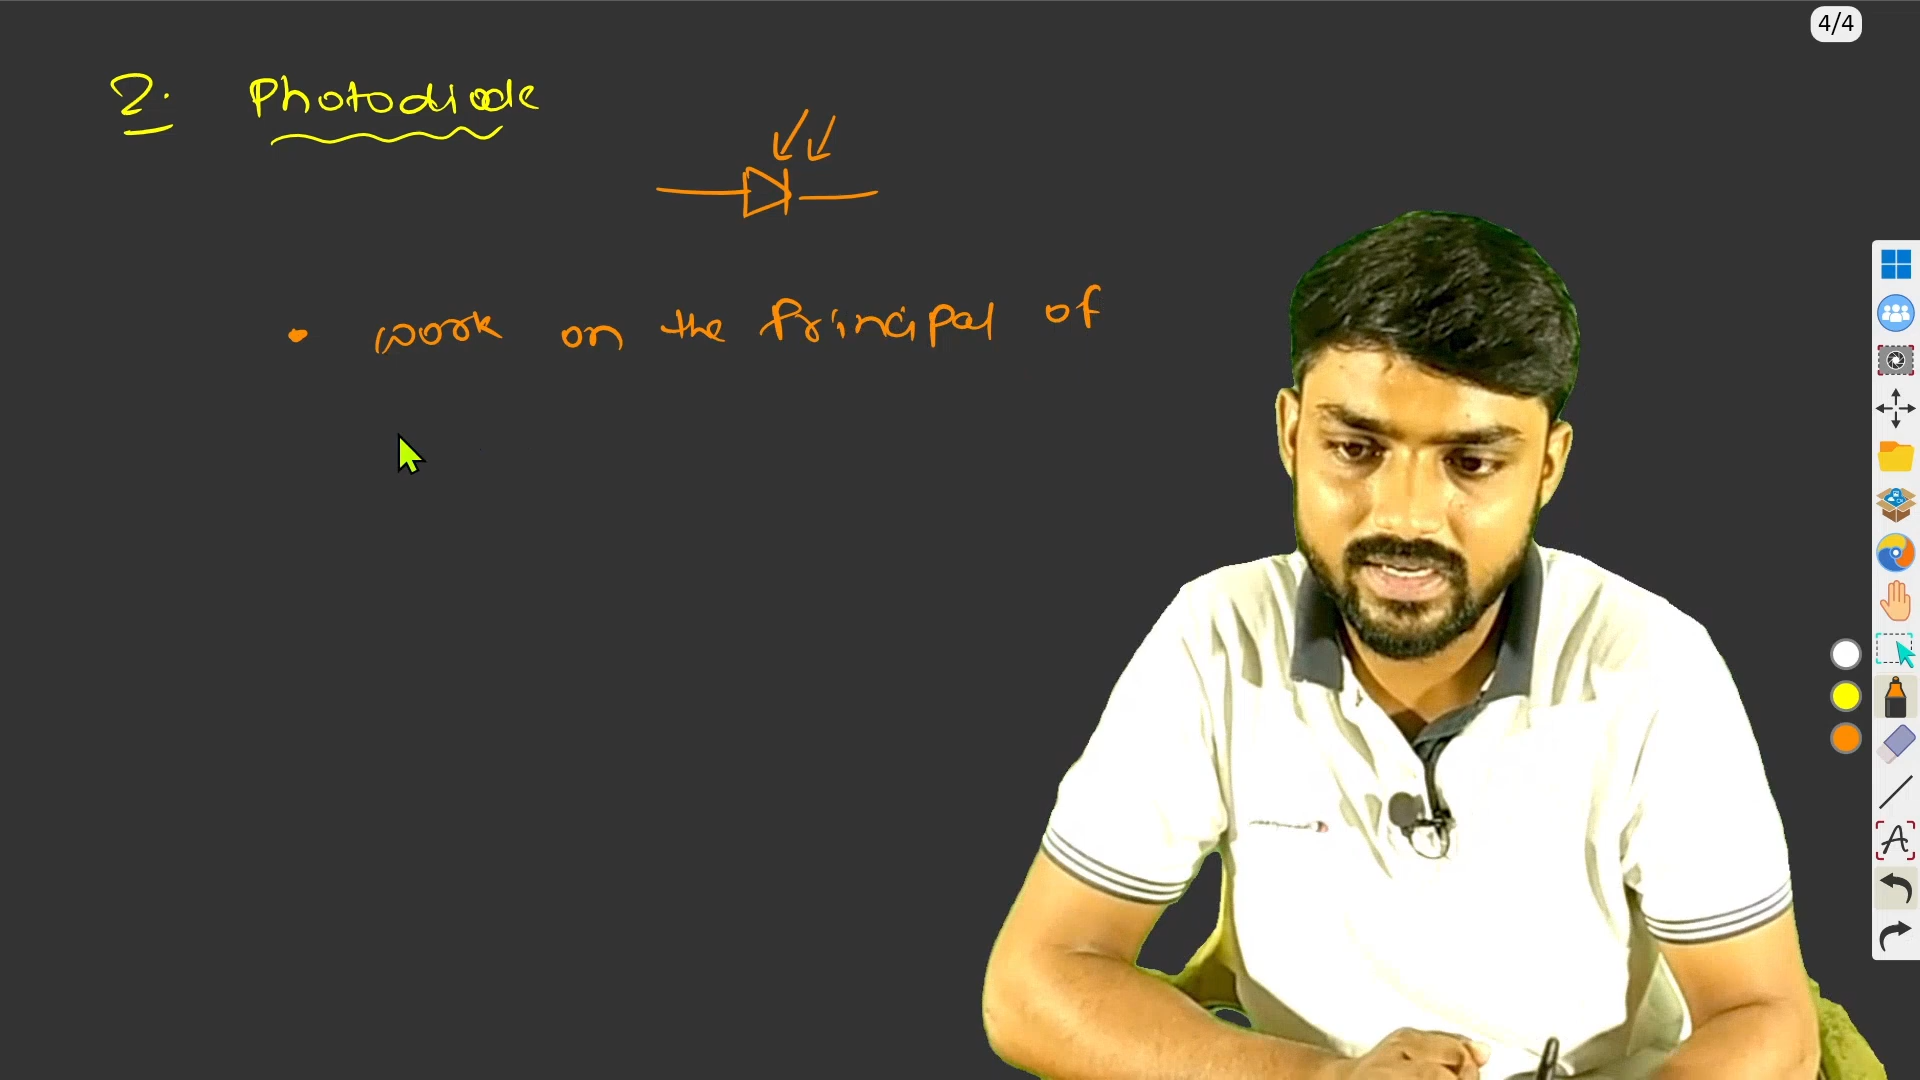 4/4
2. Photodiode
• work on the Principal of